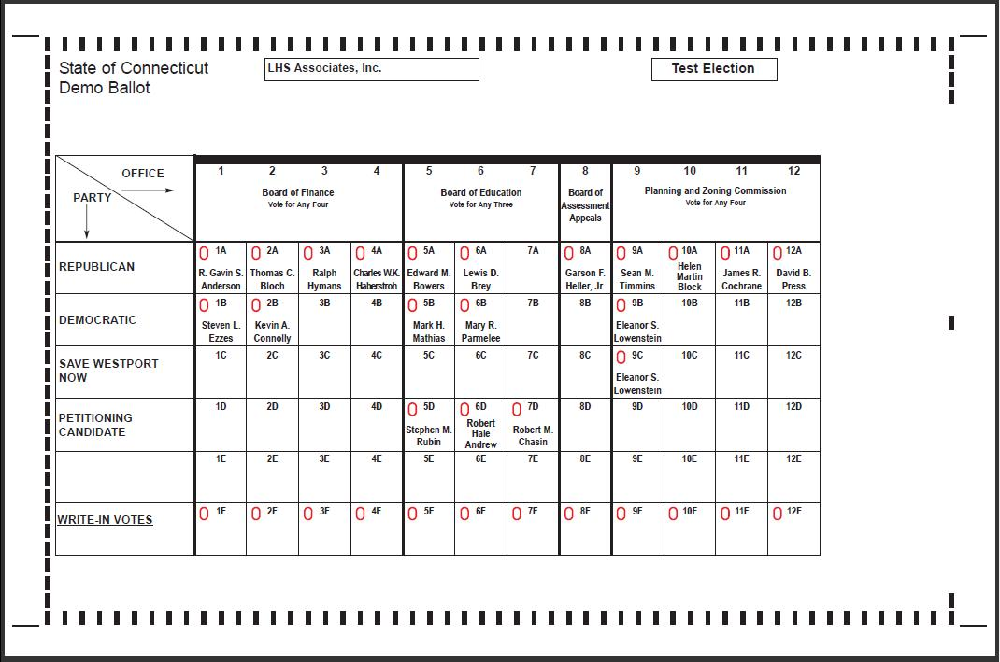 State of Connecticut
Demo Ballot
LHS Associates, Inc.
Test Election
OFFICE
PARTY
1 2 3 4 5 6 7 8 9 10 11 12
Board of Finance
Vote for Any Four
Board of Education
Vote for Any Three
Board of
Assessment
Appeals
Planning and Zoning Commission
Vote for Any Four
REPUBLICAN
1A
R. Gavin S.
Anderson
2A
Thomas C.
Bloch
3A
Ralph
Hymans
4A
Charles W.K.
Haberstroh
5A
Edward M.
Bowers
6A
Lewis D.
Brey
7A
8A
Garson F.
Heller, Jr.
9A
Sean M.
Timmins
10A
Helen
Martin
Block
11A
James R.
Cochrane
12A
David B.
Press
DEMOCRATIC
1B
Steven L.
Ezzes
2B
Kevin A.
Connolly
3B
4B
5B
Mark H.
Mathias
6B
Mary R.
Parmelee
7B
8B
9B
Eleanor S.
Lowenstein
10B
11B
12B
SAVE WESTPORT
NOW
1C
2C
3C
4C
5C
6C
7C
8C
9C
Eleanor S.
Lowenstein
10C
11C
12C
PETITIONING
CANDIDATE
1D
2D
3D
4D
5D
Stephen M.
Rubin
6D
Robert
Hale
Andrew
7D
Robert M.
Chasin
8D
9D
10D
11D
12D
1E
2E
3E
4E
5E
6E
7E
8E
9E
10E
11E
12E
WRITE-IN VOTES
1F
2F
3F
4F
5F
6F
7F
8F
9F
10F
11F
12F